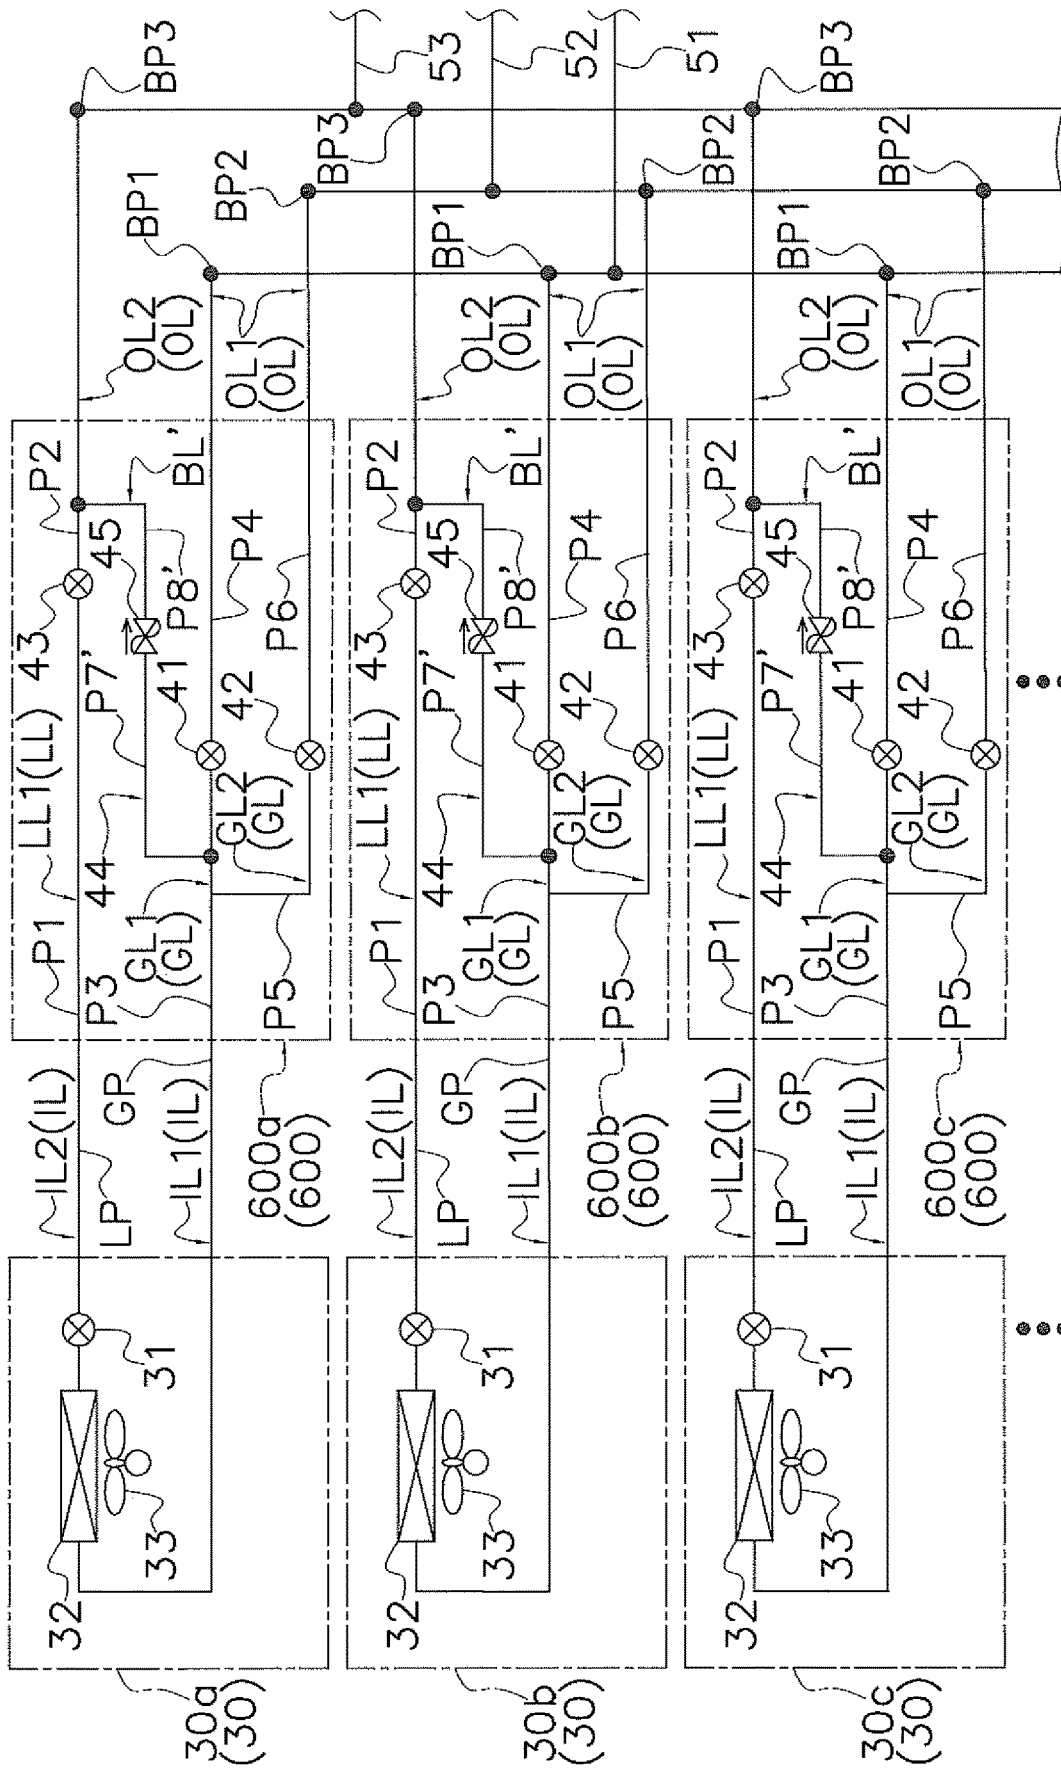 30a
(30)
32
33
31
IL2(IL)
LP
GP
IL1(IL)
600a
(600)
P1
LL1(LL)
43
P2
P3
44
P7'
45
BL'
P8'
GL1
(GL)
41
P4
GL2
(GL)
42
P6
P5
OL2
(OL)
OL1
(OL)
BP1
BP2
BP3
53
52
51
30b
(30)
32
33
31
IL2(IL)
LP
GP
IL1(IL)
600b
(600)
P1
LL1(LL)
43
P2
P3
44
P7'
45
BL'
P8'
GL1
(GL)
41
P4
GL2
(GL)
42
P6
P5
OL2
(OL)
OL1
(OL)
BP1
BP2
BP3
30c
(30)
32
33
31
IL2(IL)
LP
GP
IL1(IL)
600c
(600)
P1
LL1(LL)
43
P2
P3
44
P7'
45
BL'
P8'
GL1
(GL)
41
P4
GL2
(GL)
42
P6
P5
OL2
(OL)
OL1
(OL)
BP1
BP2
BP3